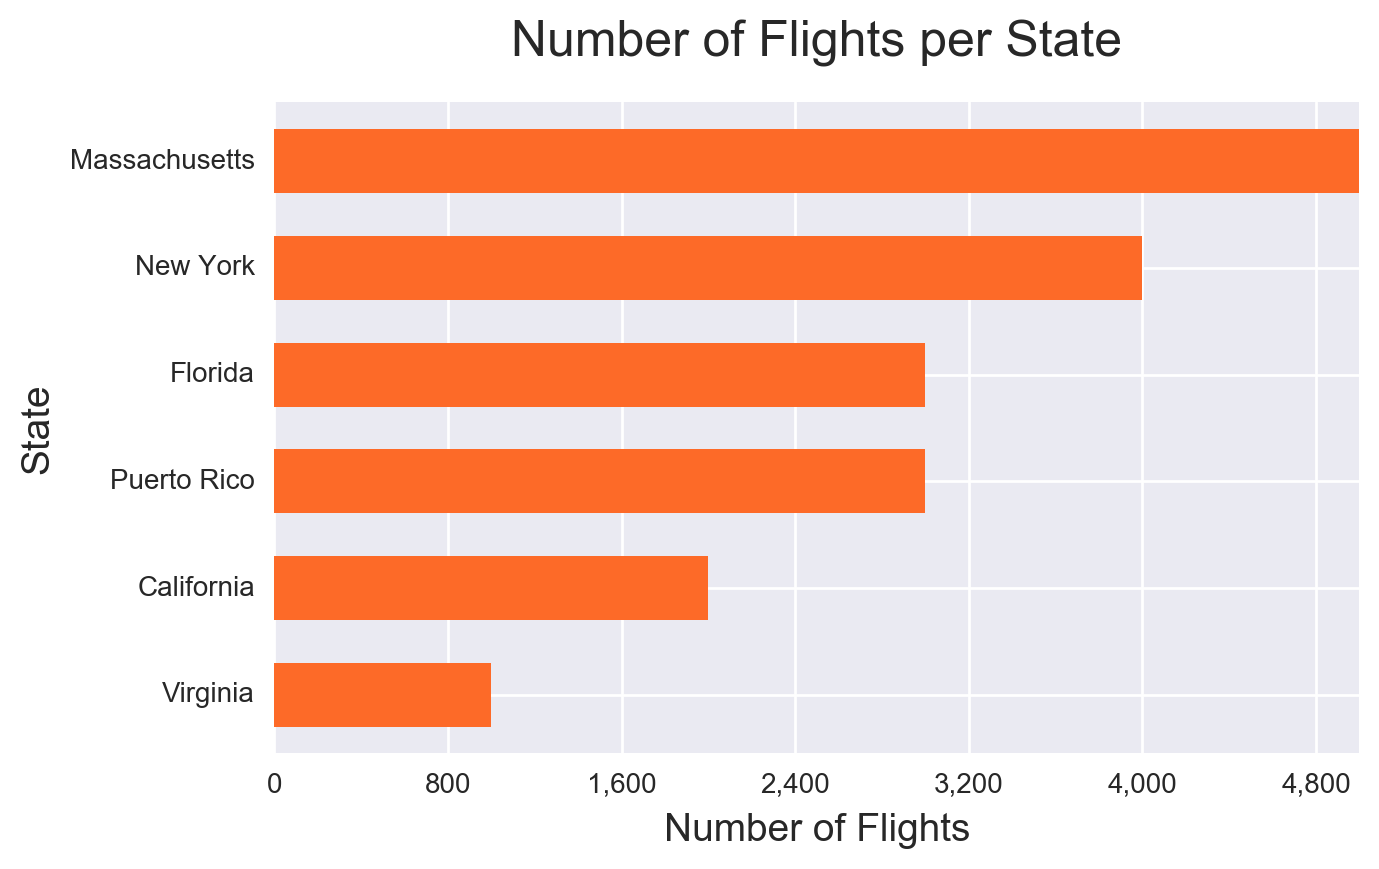 Number of Flights per State
Massachusetts
New York
Florida
Puerto Rico
California
Virginia
State
0 800 1,600 2,400 3,200 4,000 4,800
Number of Flights